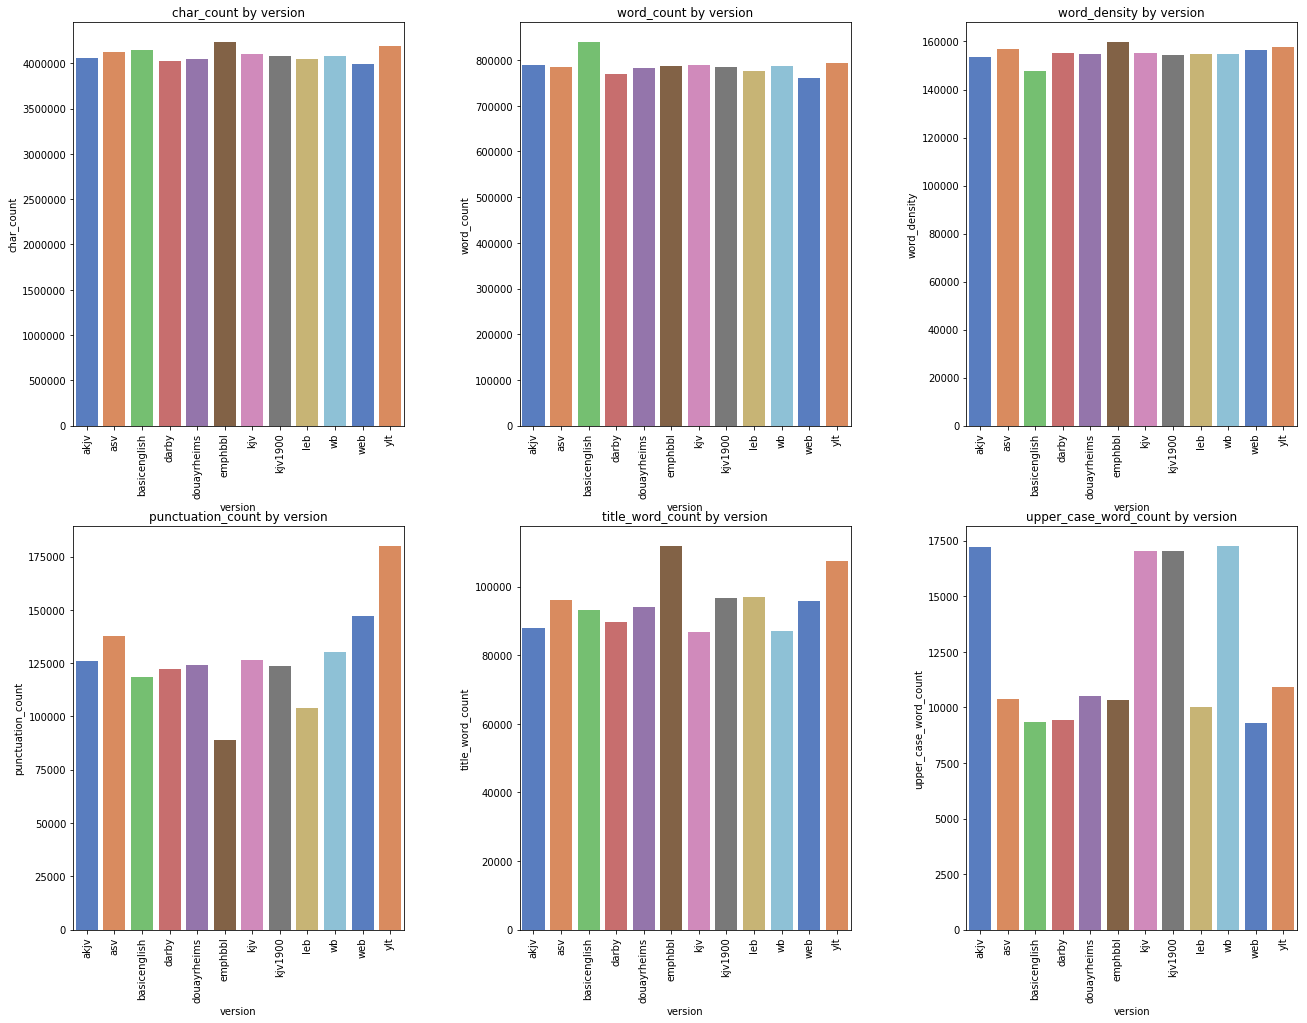 char_count by version
4000000
3500000
3000000
2500000
2000000
1500000
1000000
500000
0
char_count
akjv
asv
basicenglish
darby
douayrheims
emphbbl
kjv
kjv1900
leb
wb
web
ylt
version
word_count by version
800000
700000
600000
500000
400000
300000
200000
100000
0
word_count
akjv
asv
basicenglish
darby
douayrheims
emphbbl
kjv
kjv1900
leb
wb
web
ylt
version
word_density by version
160000
140000
120000
100000
80000
60000
40000
20000
0
word_density
akjv
asv
basicenglish
darby
douayrheims
emphbbl
kjv
kjv1900
leb
wb
web
ylt
version
punctuation_count by version
175000
150000
125000
100000
75000
50000
25000
0
punctuation_count
akjv
asv
basicenglish
darby
douayrheims
emphbbl
kjv
kjv1900
leb
wb
web
ylt
version
title_word_count by version
100000
80000
60000
40000
20000
0
title_word_count
akjv
asv
basicenglish
darby
douayrheims
emphbbl
kjv
kjv1900
leb
wb
web
ylt
version
upper_case_word_count by version
17500
15000
12500
10000
7500
5000
2500
0
upper_case_word_count
akjv
asv
basicenglish
darby
douayrheims
emphbbl
kjv
kjv1900
leb
wb
web
ylt
version